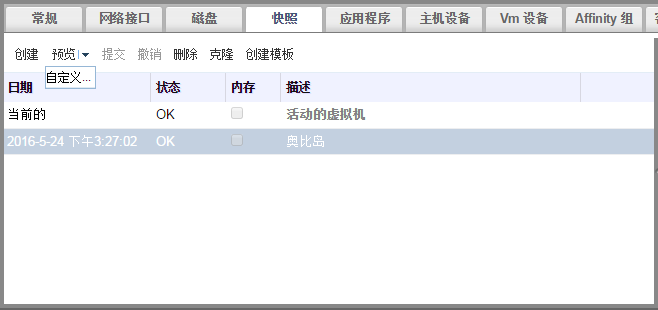 常规 网络接口 磁盘 快照 应用程序 主机设备 Vm 设备 Affinity 组
创建 预览 提交 撤销 删除 克隆 创建模板
自定义...
日期 状态 内存 描述
当前的 OK 活动的虚拟机
2016-5-24 下午3:27:02 OK 奥比岛